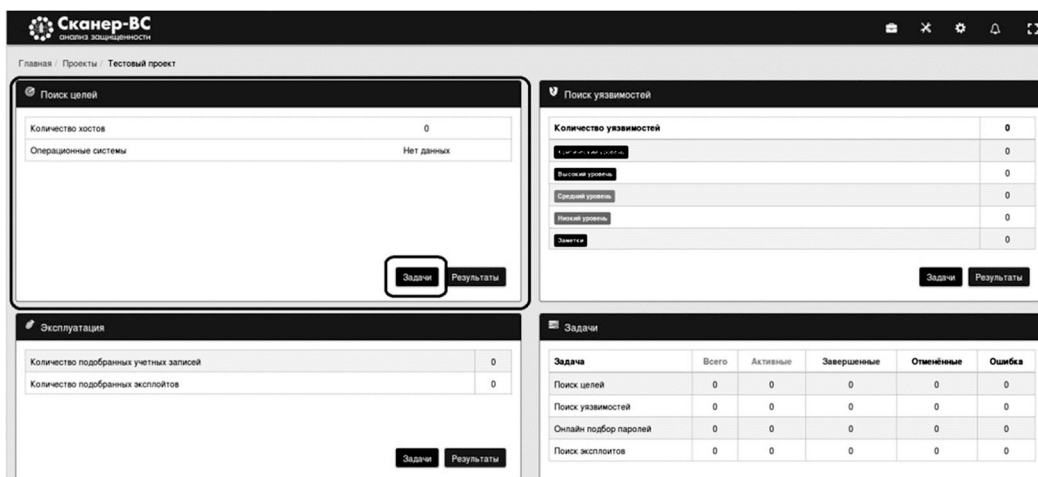 Сканер-ВС
анализ защищенности
Главная / Проекты / Тестовый проект
Поиск целей
Количество хостов 0
Операционные системы Нет данных
Задачи Результаты
Поиск уязвимостей
Количество уязвимостей 0
Критический уровень 0
Высокий уровень 0
Средний уровень 0
Низкий уровень 0
Заметки 0
Задачи Результаты
Эксплуатация
Количество подобранных учетных записей 0
Количество подобранных эксплойтов 0
Задачи Результаты
Задачи
Задача Всего Активные Завершенные Отменённые Ошибка
Поиск целей 0 0 0 0 0
Поиск уязвимостей 0 0 0 0 0
Онлайн подбор паролей 0 0 0 0 0
Поиск эксплоитов 0 0 0 0 0